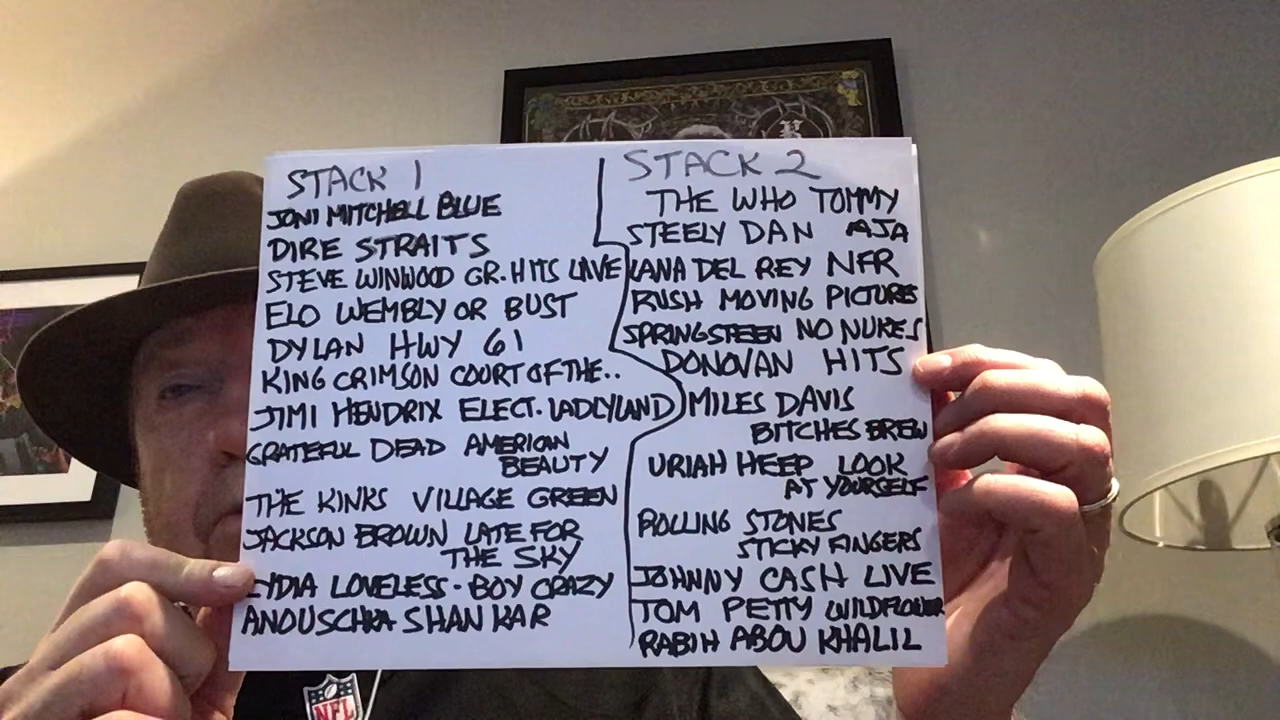 STACK 1
JONI MITCHELL BLUE
DIRE STRAITS
STEVE WINWOOD GR. HITS LIVE
ELO WEMBLY OR BUST
DYLAN HWY 61
KING CRIMSON COURT OF THE..
JIMI HENDRIX ELECT. LADLYLAND
GRATEFUL DEAD AMERICAN
BEAUTY
THE KINKS VILLAGE GREEN
JACKSON BROWN LATE FOR
THE SKY
LYDIA LOVELESS - BOY CRAZY
ANOUSCHKA SHANKAR
STACK 2
THE WHO TOMMY
STEELY DAN AJA
LANA DEL REY NFR
RUSH MOVING PICTURES
SPRINGSTEEN NO NUKES
DONOVAN HITS
MILES DAVIS
BITCHES BREW
URIAH HEEP LOOK
AT YOURSELF
ROLLING STONES
STICKY FINGERS
JOHNNY CASH LIVE
TOM PETTY WILDFLOWER
RABIH ABOU KHALIL
NFL